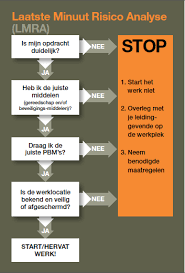 Laatste Minuut Risico Analyse
(LMRA)
Is mijn opdracht
duidelijk?
NEE
JA
Heb ik de juiste
middelen
(gereedschap en/of
beveiligings-middelen)?
NEE
JA
Draag ik de
juiste PBM's?
NEE
JA
Is de werklocatie
bekend en veilig
of afgeschermd?
NEE
JA
START/HERVAT
WERK!
STOP
1. Start het
werk niet
2. Overleg met
je leiding-
gevende op
de werkplek
3. Neem
benodigde
maatregelen